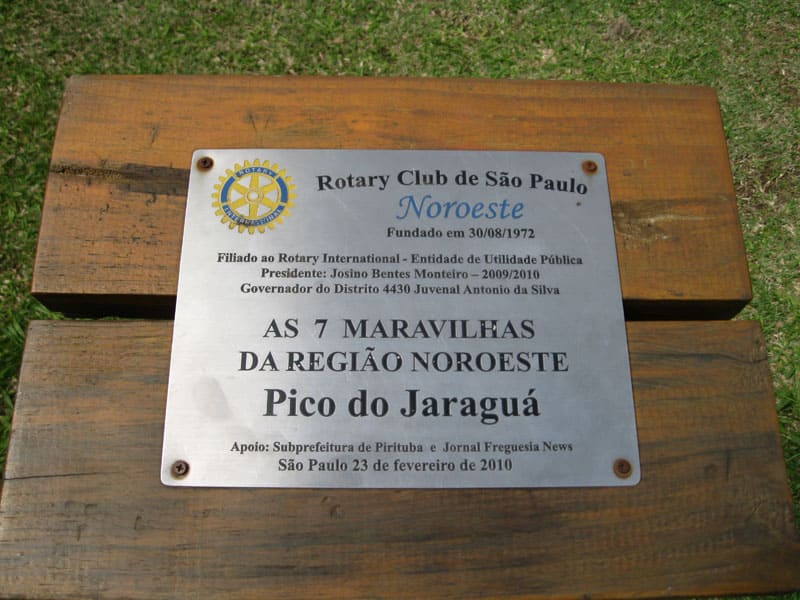 ROTARY
INTERNATIONAL
Rotary Club de São Paulo
Noroeste
Fundado em 30/08/1972
Filiado ao Rotary International - Entidade de Utilidade Pública
Presidente: Josino Bentes Monteiro – 2009/2010
Governador do Distrito 4430 Juvenal Antonio da Silva
AS 7 MARAVILHAS
DA REGIÃO NOROESTE
Pico do Jaraguá
Apoio: Subprefeitura de Pirituba e Jornal Freguesia News
São Paulo 23 de fevereiro de 2010